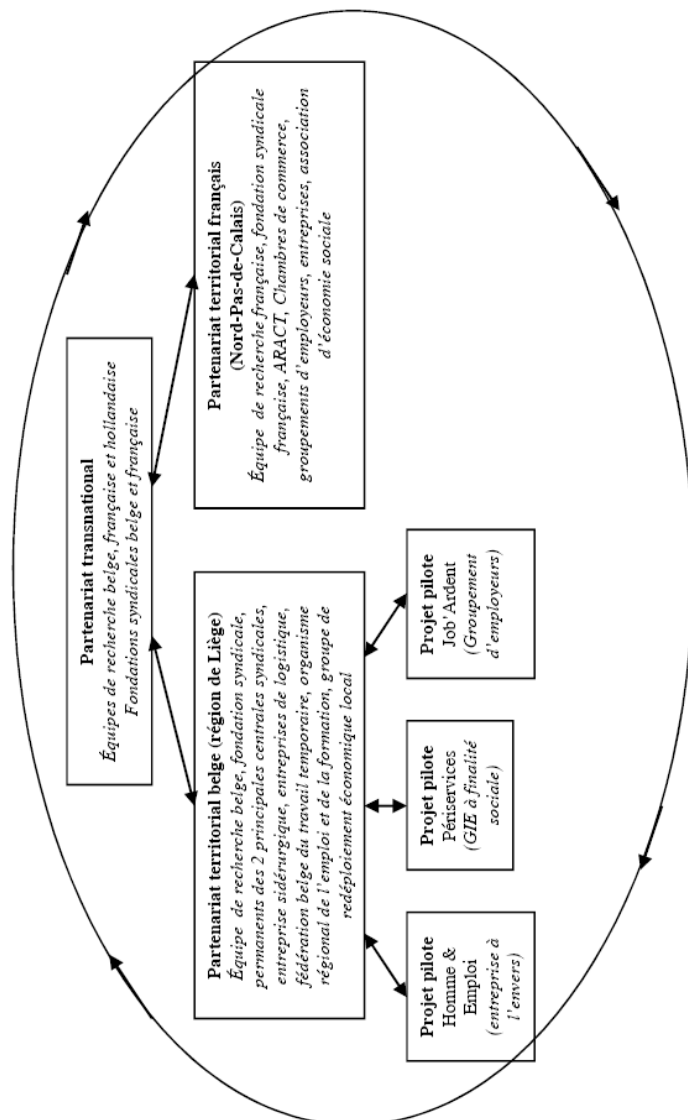 Partenariat transnational
Équipes de recherche belge, française et hollandaise
Fondations syndicales belge et française
Partenariat territorial belge (région de Liège)
Équipe de recherche belge, fondation syndicale,
permanents des 2 principales centrales syndicales,
entreprise sidérurgique, entreprises de logistique,
fédération belge du travail temporaire, organisme
régional de l'emploi et de la formation, groupe de
redéploiement économique local
Partenariat territorial français
(Nord-Pas-de-Calais)
Équipe de recherche française, fondation syndicale
française, ARACT, Chambres de commerce,
groupements d'employeurs, entreprises, association
d'économie sociale
Projet pilote
Homme &
Emploi
(entreprise à
l'envers)
Projet pilote
Périservices
(GIE à finalité
sociale)
Projet pilote
Job'Ardent
(Groupement
d'employeurs)